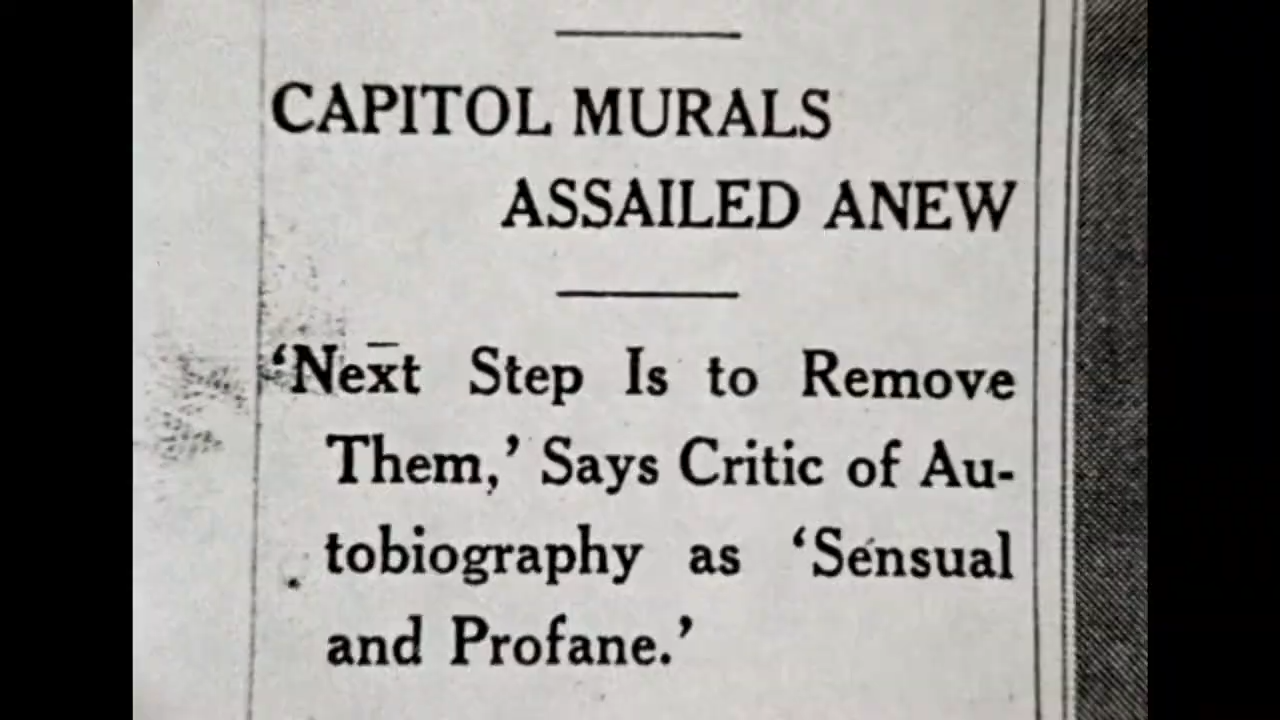 CAPITOL MURALS
ASSAILED ANEW
‘Next Step Is to Remove
Them,’ Says Critic of Au-
tobiography as ‘Sensual
and Profane.’